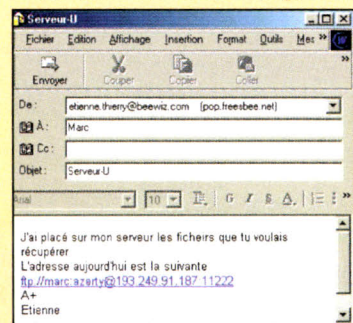 Serveur-U
Fichier Edition Affichage Insertion Format Outils Mes »
Envoyer Couper Copier Coller »
De : etienne.thierry@beewiz.com (pop.freesbee.net)
À : Marc
Cc :
Objet : Serveur-U
Arial 10 G I S A »
J'ai placé sur mon serveur les ficheirs que tu voulais
récupérer
L'adresse aujourd'hui est la suivante
ftp://marc:azerty@193.249.91.187:11222
A+
Etienne